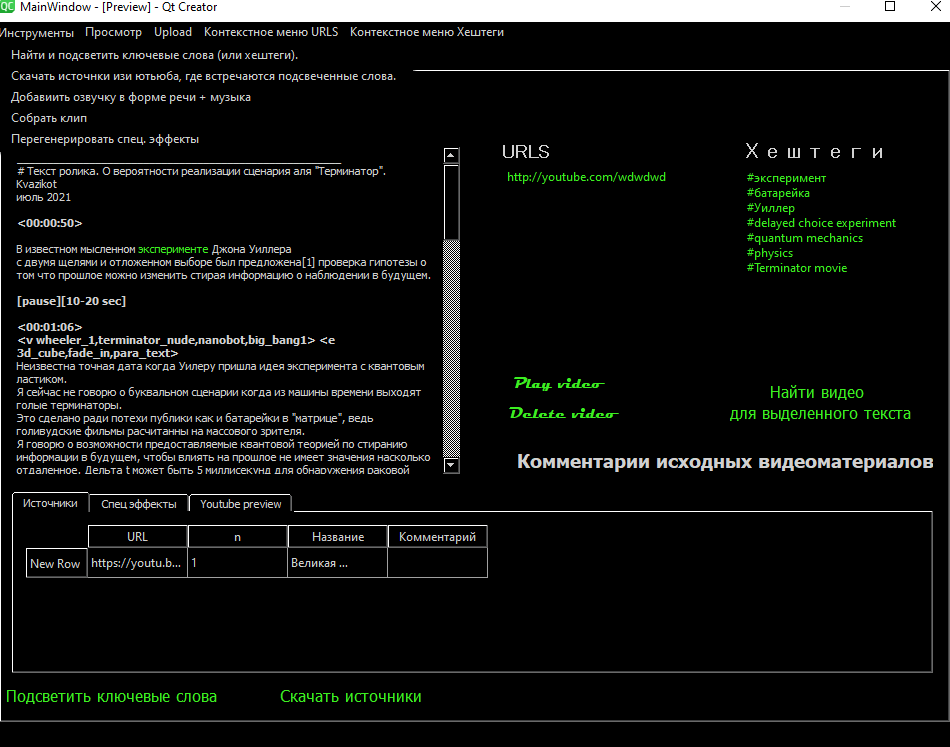 MainWindow - [Preview] - Qt Creator
Инструменты Просмотр Upload Контекстное меню URLS Контекстное меню Хештеги
Найти и подсветить ключевые слова (или хештеги).
Скачать источнки изи ютьюба, где встречаются подсвеченные слова.
Добавиить озвучку в форме речи + музыка
Собрать клип
Перегенерировать спец. эффекты
# Текст ролика. О вероятности реализации сценария аля "Терминатор".
Kvazikot
июль 2021
<00:00:50>
В известном мысленном эксперименте Джона Уиллера
с двумя щелями и отложенном выборе был предложена[1] проверка гипотезы о
том что прошлое можно изменить стирая информацию о наблюдении в будущем.
[pause][10-20 sec]
<00:01:06>
<v wheeler_1,terminator_nude,nanobot,big_bang1> <e
3d_cube,fade_in,para_text>
Неизвестна точная дата когда Уилеру пришла идея эксперимента с квантовым
ластиком.
Я сейчас не говорю о буквальном сценарии когда из машины времени выходят
голые терминаторы.
Это сделано ради потехи публики как и батарейки в "матрице", ведь
голивудские фильмы расчитанны на массового зрителя.
Я говорю о возможности предоставляемые квантовой теорией по стиранию
информации в будущем, чтобы влиять на прошлое не имеет значения насколько
отдаленное. Дельта t может быть 5 миллисекунд для обнаружения раковой
URLS
http://youtube.com/wdwdwd
Хештеги
#эксперимент
#батарейка
#Уиллер
#delayed choice experiment
#quantum mechanics
#physics
#Terminator movie
Play video
Delete video
Найти видео
для выделенного текста
Комментарии исходных видеоматериалов
Источники Спец эффекты Youtube preview
URL n Название Комментарий
New Row https://youtu.b... 1 Великая ...
Подсветить ключевые слова Скачать источники